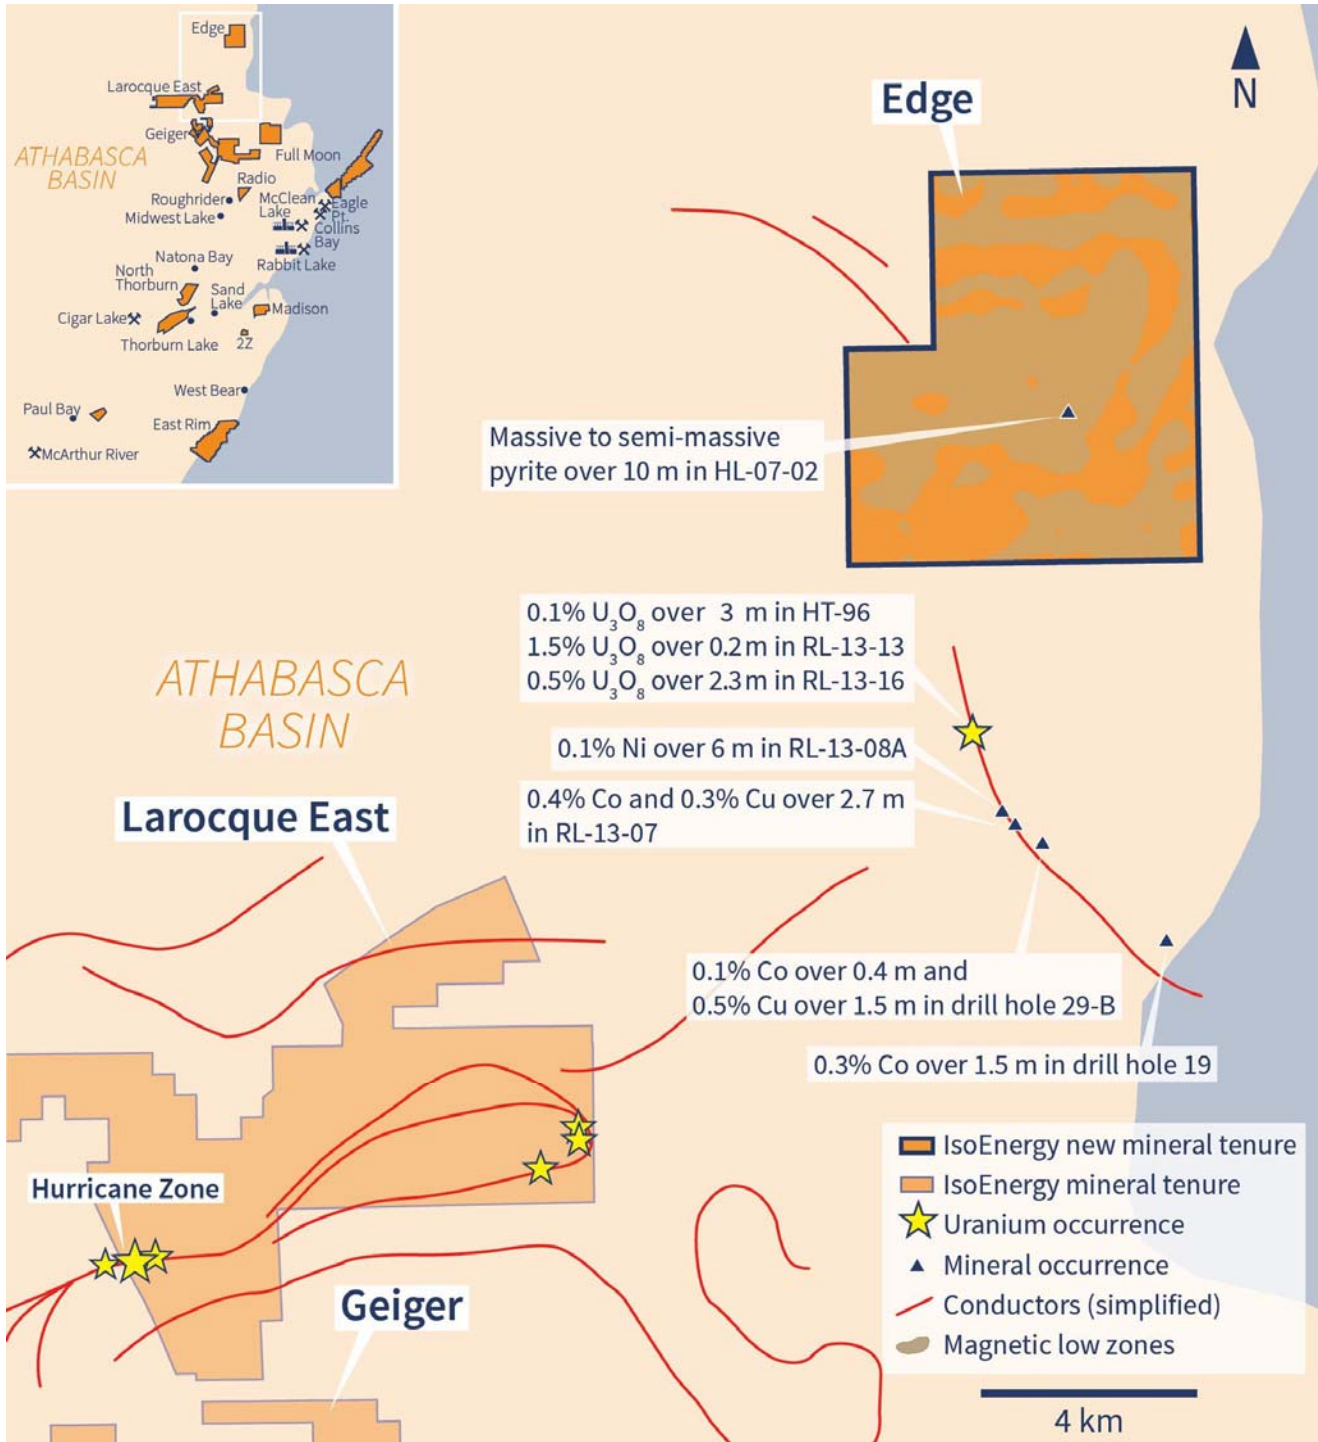 Edge
Larocque East
Geiger
ATHABASCA
BASIN
Full Moon
Radio
Roughrider
McClean
Lake
Midwest Lake
Eagle
Pt.
Collins
Bay
Rabbit Lake
Natona Bay
North
Thorburn
Sand
Lake
Cigar Lake
Madison
Thorburn Lake
2Z
West Bear
Paul Bay
East Rim
McArthur River
N
Edge
Massive to semi-massive
pyrite over 10 m in HL-07-02
0.1% U₃O₈ over 3 m in HT-96
1.5% U₃O₈ over 0.2 m in RL-13-13
0.5% U₃O₈ over 2.3 m in RL-13-16
ATHABASCA
BASIN
0.1% Ni over 6 m in RL-13-08A
0.4% Co and 0.3% Cu over 2.7 m
in RL-13-07
Larocque East
0.1% Co over 0.4 m and
0.5% Cu over 1.5 m in drill hole 29-B
0.3% Co over 1.5 m in drill hole 19
Hurricane Zone
Geiger
IsoEnergy new mineral tenure
IsoEnergy mineral tenure
Uranium occurrence
Mineral occurrence
Conductors (simplified)
Magnetic low zones
4 km